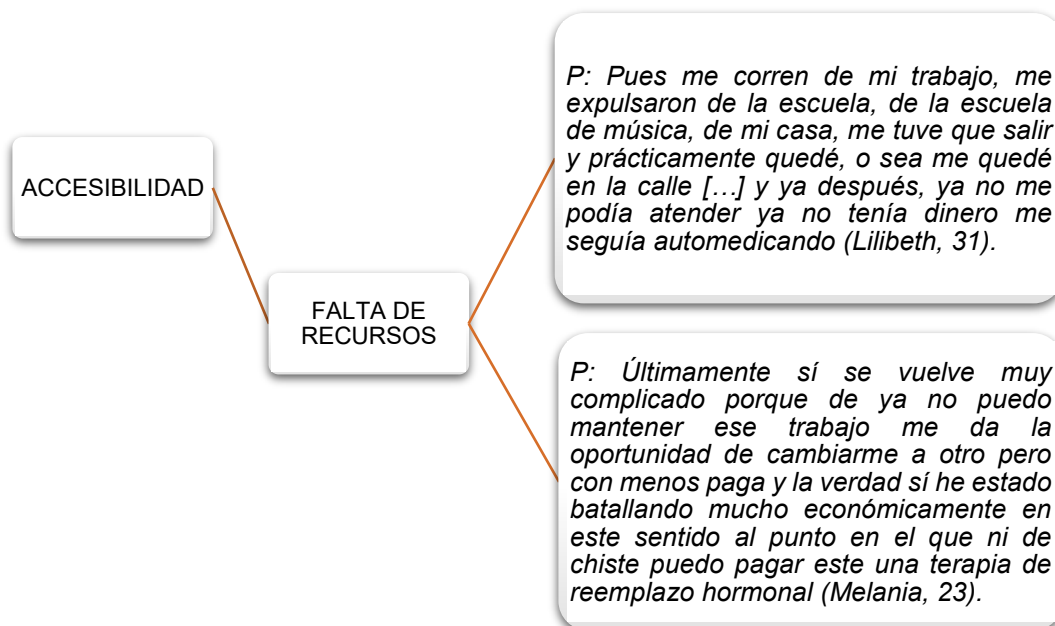 ACCESIBILIDAD
FALTA DE
RECURSOS
P: Pues me corren de mi trabajo, me
expulsaron de la escuela, de la escuela
de música, de mi casa, me tuve que salir
y prácticamente quedé, o sea me quedé
en la calle […] y ya después, ya no me
podía atender ya no tenía dinero me
seguía automedicando (Lilibeth, 31).
P: Últimamente sí se vuelve muy
complicado porque de ya no puedo
mantener ese trabajo me da la
oportunidad de cambiarme a otro pero
con menos paga y la verdad sí he estado
batallando mucho económicamente en
este sentido al punto en el que ni de
chiste puedo pagar este una terapia de
reemplazo hormonal (Melania, 23).